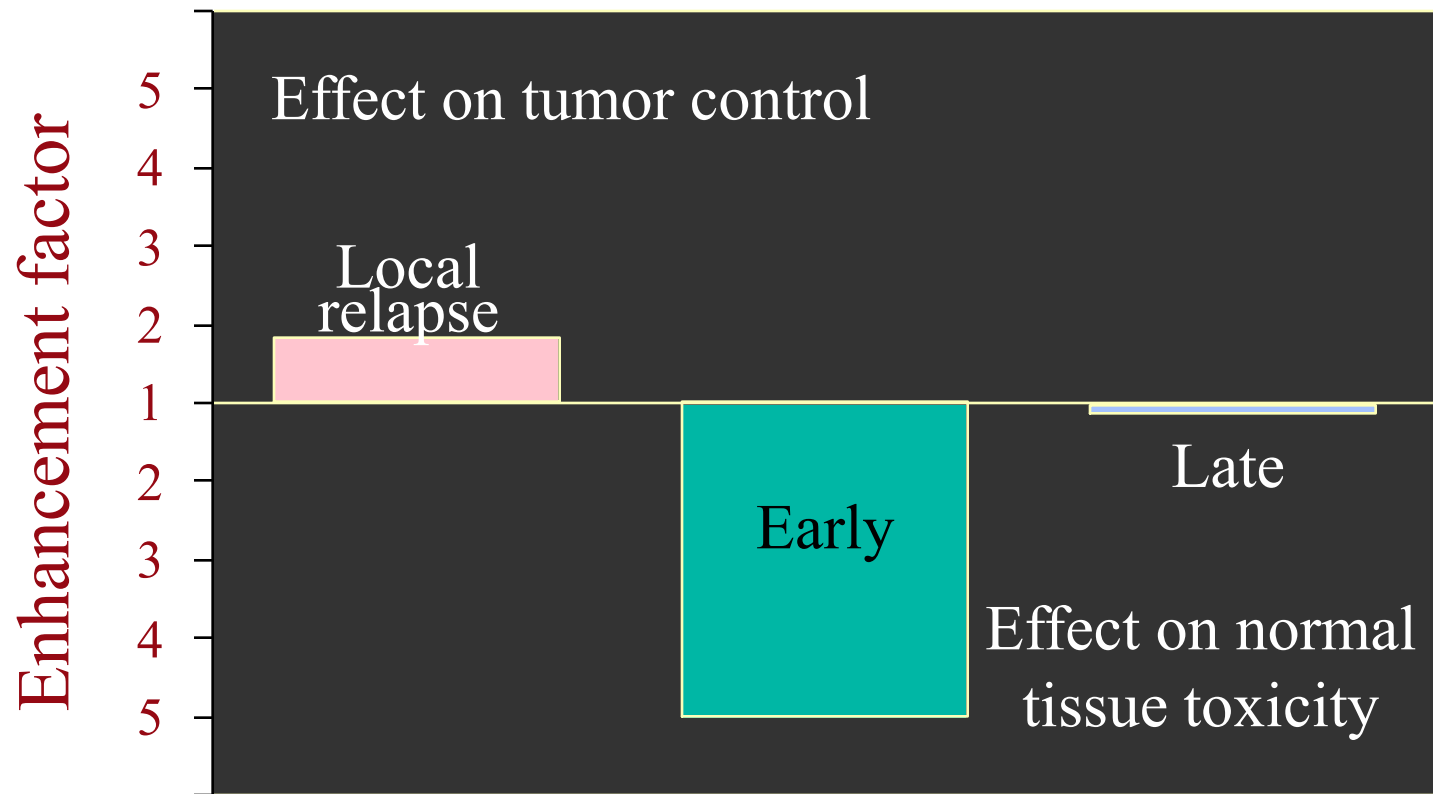 Enhancement factor
5
4
3
2
1
2
3
4
5
Effect on tumor control
Local
relapse
Early
Late
Effect on normal
tissue toxicity